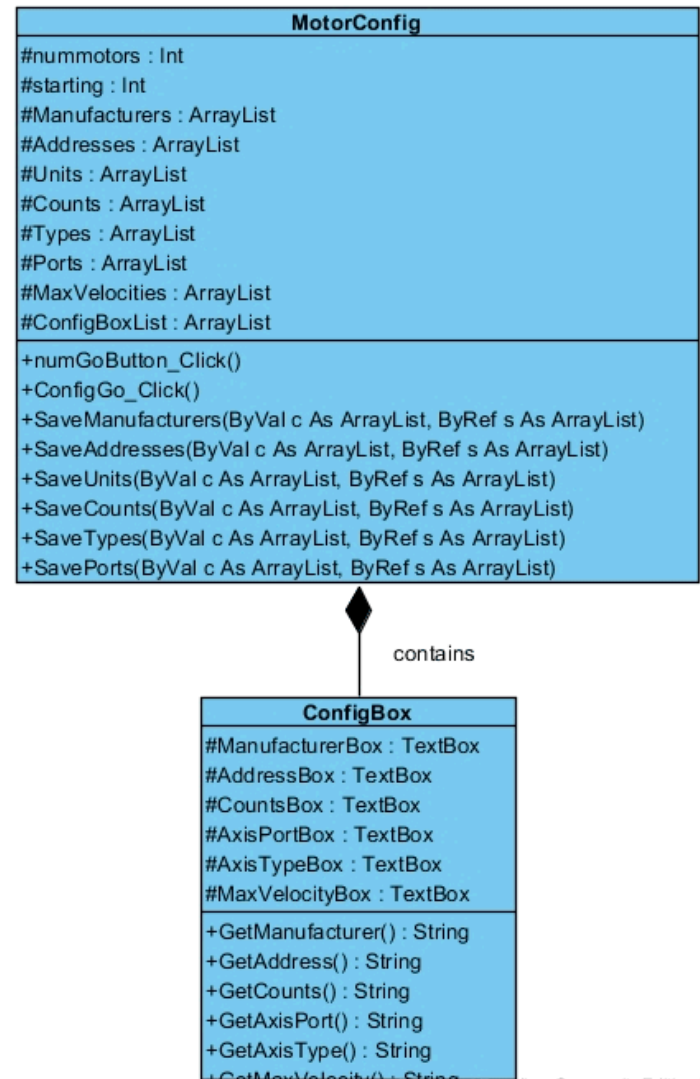 MotorConfig
#nummotors : Int
#starting : Int
#Manufacturers : ArrayList
#Addresses : ArrayList
#Units : ArrayList
#Counts : ArrayList
#Types : ArrayList
#Ports : ArrayList
#MaxVelocities : ArrayList
#ConfigBoxList : ArrayList
+numGoButton_Click()
+ConfigGo_Click()
+SaveManufacturers(ByVal c As ArrayList, ByRef s As ArrayList)
+SaveAddresses(ByVal c As ArrayList, ByRef s As ArrayList)
+SaveUnits(ByVal c As ArrayList, ByRef s As ArrayList)
+SaveCounts(ByVal c As ArrayList, ByRef s As ArrayList)
+SaveTypes(ByVal c As ArrayList, ByRef s As ArrayList)
+SavePorts(ByVal c As ArrayList, ByRef s As ArrayList)
contains
ConfigBox
#ManufacturerBox : TextBox
#AddressBox : TextBox
#CountsBox : TextBox
#AxisPortBox : TextBox
#AxisTypeBox : TextBox
#MaxVelocityBox : TextBox
+GetManufacturer() : String
+GetAddress() : String
+GetCounts() : String
+GetAxisPort() : String
+GetAxisType() : String
+GetMaxVelocity() : String